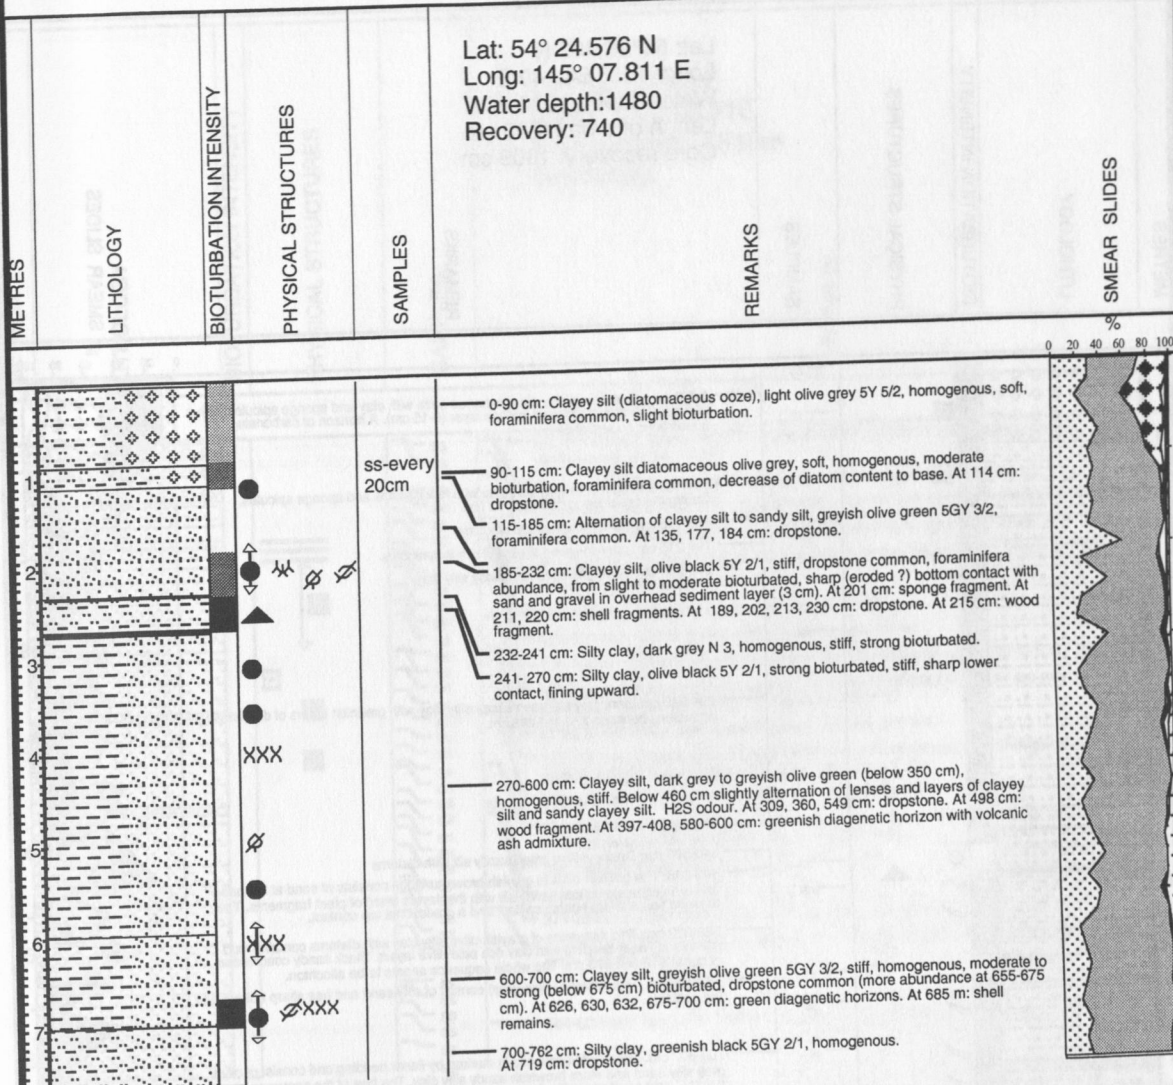 Lat: 54° 24.576 N
Long: 145° 07.811 E
Water depth:1480
Recovery: 740
METRES
LITHOLOGY
BIOTURBATION INTENSITY
PHYSICAL STRUCTURES
SAMPLES
REMARKS
SMEAR SLIDES
%
0 20 40 60 80 100
0-90 cm: Clayey silt (diatomaceous ooze), light olive grey 5Y 5/2, homogenous, soft,
foraminifera common, slight bioturbation.
ss-every
20cm
1
90-115 cm: Clayey silt diatomaceous olive grey, soft, homogenous, moderate
bioturbation, foraminifera common, decrease of diatom content to base. At 114 cm:
dropstone.
115-185 cm: Alternation of clayey silt to sandy silt, greyish olive green 5GY 3/2,
foraminifera common. At 135, 177, 184 cm: dropstone.
2
185-232 cm: Clayey silt, olive black 5Y 2/1, stiff, dropstone common, foraminifera
abundance, from slight to moderate bioturbated, sharp (eroded ?) bottom contact with
sand and gravel in overhead sediment layer (3 cm). At 201 cm: sponge fragment. At
211, 220 cm: shell fragments. At 189, 202, 213, 230 cm: dropstone. At 215 cm: wood
fragment.
232-241 cm: Silty clay, dark grey N 3, homogenous, stiff, strong bioturbated.
3
241- 270 cm: Silty clay, olive black 5Y 2/1, strong bioturbated, stiff, sharp lower
contact, fining upward.
4
XXX
270-600 cm: Clayey silt, dark grey to greyish olive green (below 350 cm),
homogenous, stiff. Below 460 cm slightly alternation of lenses and layers of clayey
silt and sandy clayey silt. H2S odour. At 309, 360, 549 cm: dropstone. At 498 cm:
wood fragment. At 397-408, 580-600 cm: greenish diagenetic horizon with volcanic
ash admixture.
5
6
XXX
600-700 cm: Clayey silt, greyish olive green 5GY 3/2, stiff, homogenous, moderate to
strong (below 675 cm) bioturbated, dropstone common (more abundance at 655-675
cm). At 626, 630, 632, 675-700 cm: green diagenetic horizons. At 685 m: shell
remains.
XXX
7
700-762 cm: Silty clay, greenish black 5GY 2/1, homogenous.
At 719 cm: dropstone.